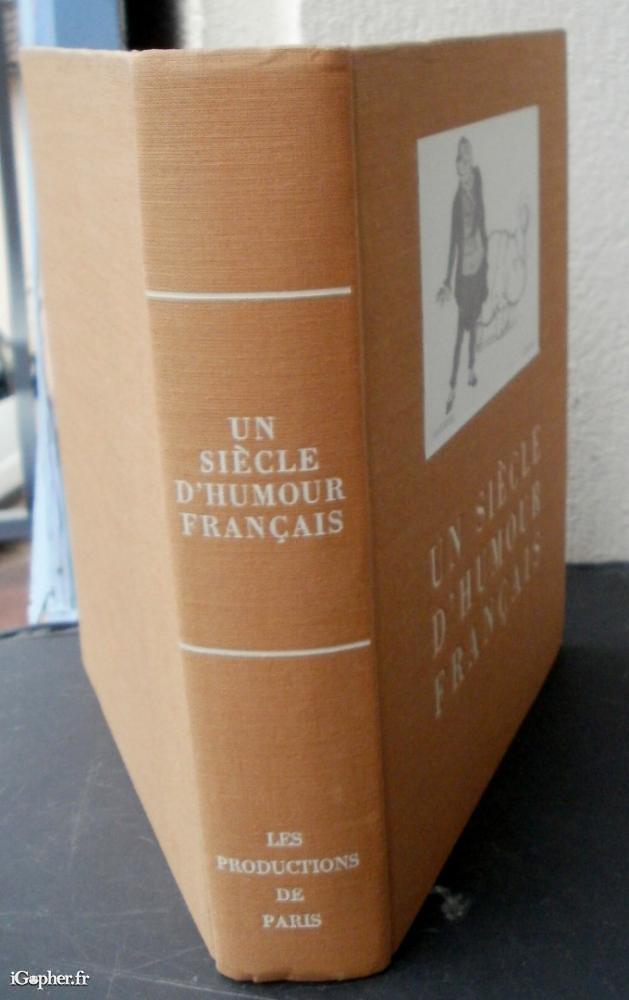 UN
SIÈCLE
D'HUMOUR
FRANÇAIS
LES
PRODUCTIONS
DE
PARIS
UN SIÈCLE
D'HUMOUR
FRANÇAIS
iGopher.fr